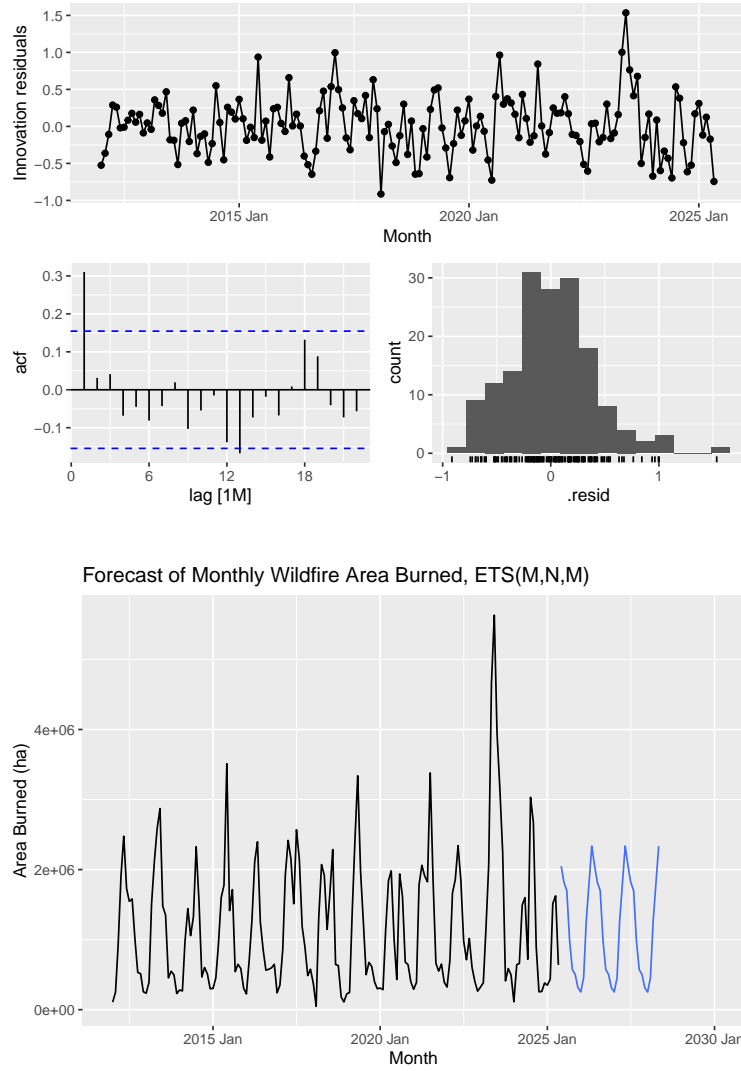 Innovation residuals
1.5
1.0
0.5
0.0
−0.5
−1.0
2015 Jan
2020 Jan
2025 Jan
Month
acf
0.3
0.2
0.1
0.0
−0.1
0
6
12
18
lag [1M]
count
30
20
10
0
−1
0
1
.resid
Forecast of Monthly Wildfire Area Burned, ETS(M,N,M)
Area Burned (ha)
4e+06
2e+06
0e+00
2015 Jan
2020 Jan
2025 Jan
2030 Jan
Month